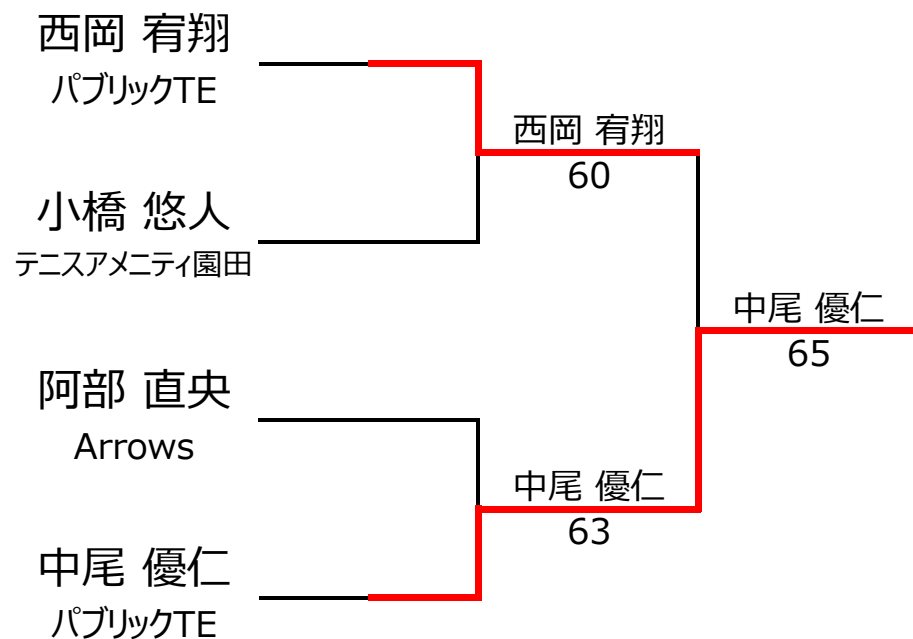 西岡 宥翔
パブリックTE
西岡 宥翔
60
小橋 悠人
テニスアメニティ園田
中尾 優仁
65
阿部 直央
Arrows
中尾 優仁
63
中尾 優仁
パブリックTE